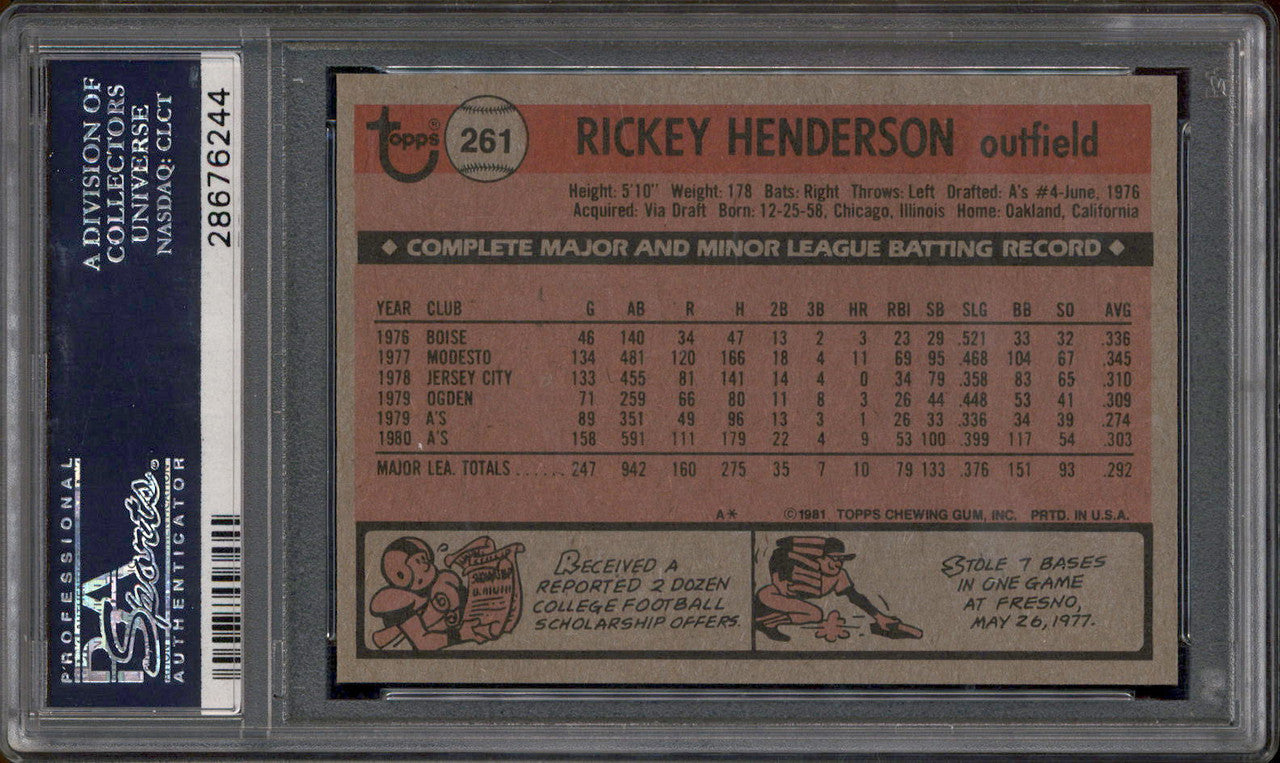 A DIVISION OF
COLLECTORS
UNIVERSE
NASDAQ: CLCT
28676244
PROFESSIONAL
PSA
Sports®
AUTHENTICATOR
Topps®
261
RICKEY HENDERSON outfield
Height: 5'10" Weight: 178 Bats: Right Throws: Left Drafted: A's #4-June, 1976
Acquired: Via Draft Born: 12-25-58, Chicago, Illinois Home: Oakland, California
◆ COMPLETE MAJOR AND MINOR LEAGUE BATTING RECORD ◆
YEAR CLUB G AB R H 2B 3B HR RBI SB SLG BB SO AVG
1976 BOISE 46 140 34 47 13 2 3 23 29 .521 33 32 .336
1977 MODESTO 134 481 120 166 18 4 11 69 95 .468 104 67 .345
1978 JERSEY CITY 133 455 81 141 14 4 0 34 79 .358 83 65 .310
1979 OGDEN 71 259 66 80 11 8 3 26 44 .448 53 41 .309
1979 A'S 89 351 49 96 13 3 1 26 33 .336 34 39 .274
1980 A'S 158 591 111 179 22 4 9 53 100 .399 117 54 .303
MAJOR LEA. TOTALS ...... 247 942 160 275 35 7 10 79 133 .376 151 93 .292
A* ©1981 TOPPS CHEWING GUM, INC. PRTD. IN U.S.A.
RECEIVED A
REPORTED 2 DOZEN
COLLEGE FOOTBALL
SCHOLARSHIP OFFERS.
STOLE 7 BASES
IN ONE GAME
AT FRESNO,
MAY 26, 1977.